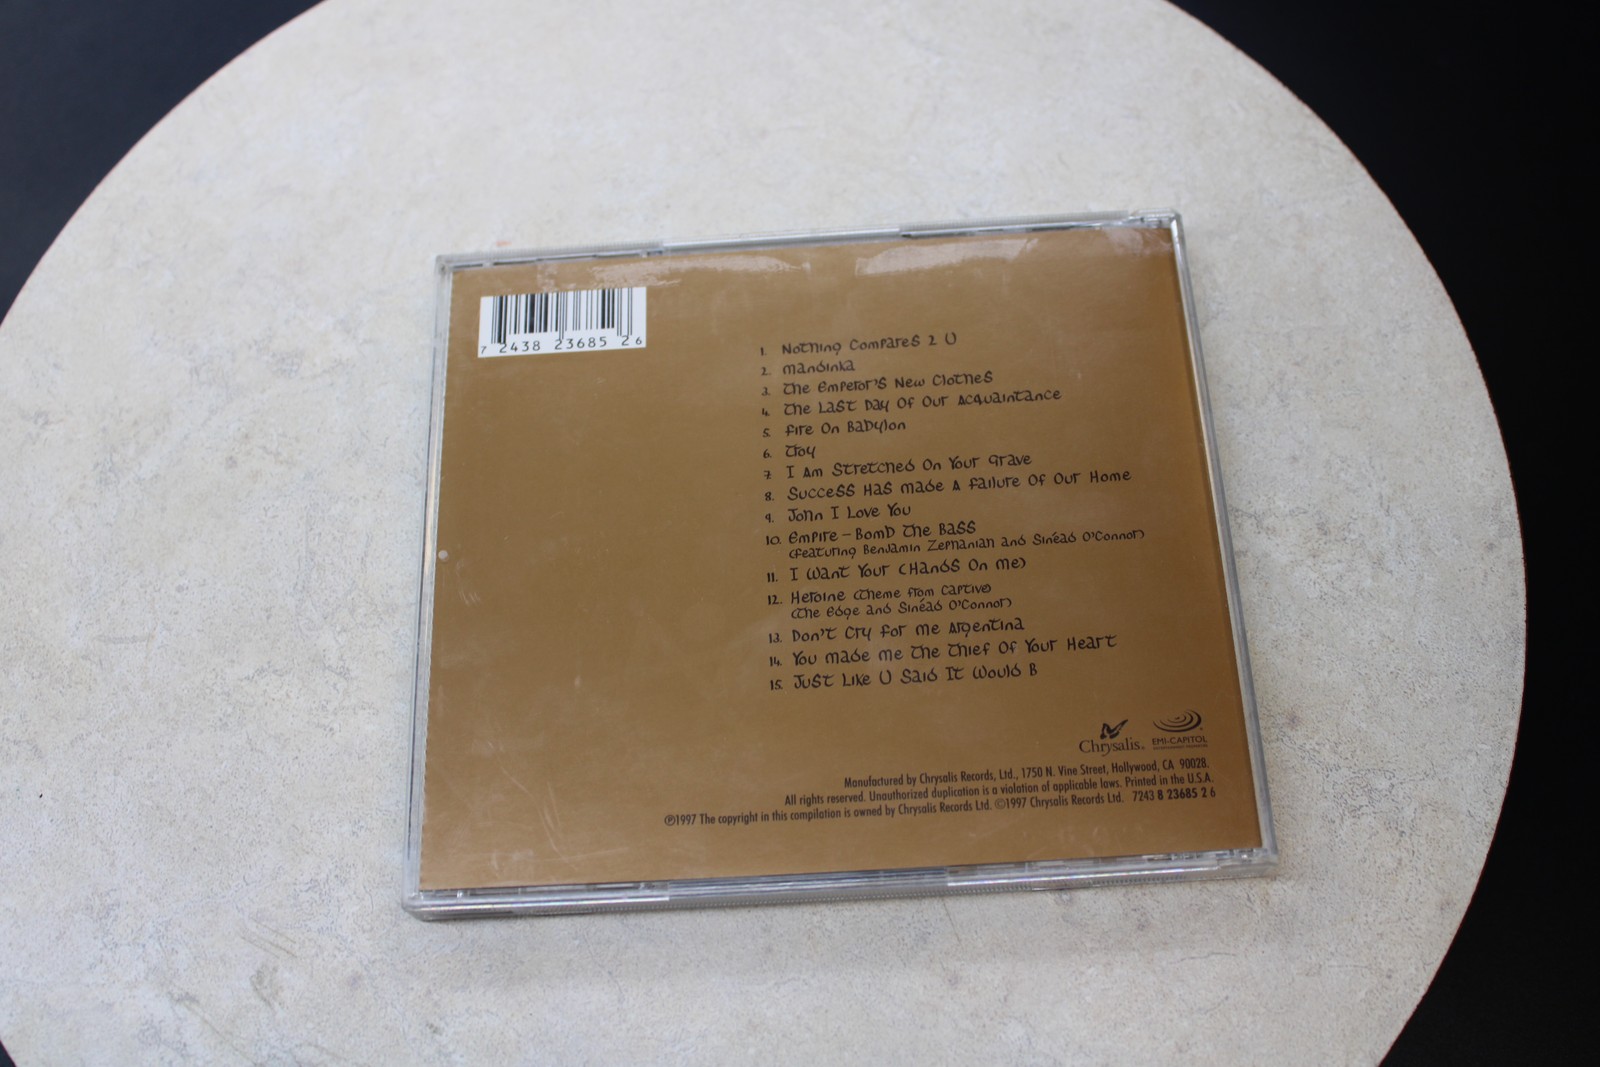 7 2438 23685 2 6
1. Nothing Compares 2 U
2. Mandinka
3. The Emperor's New Clothes
4. The Last Day Of Our Acquaintance
5. Fire On Babylon
6. Troy
7. I Am Stretched On Your Grave
8. Success Has Made A Failure Of Our Home
9. John I Love You
10. Empire - Bomb The Bass
(Featuring Benjamin Zephaniah and Sinéad O'Connor)
11. I Want Your (Hands On Me)
12. Heroine (Theme from Captive)
(The Edge and Sinéad O'Connor)
13. Don't Cry For Me Argentina
14. You Made Me The Thief Of Your Heart
15. Just Like U Said It Would B
Chrysalis. EMI-CAPITOL
Manufactured by Chrysalis Records, Ltd., 1750 N. Vine Street, Hollywood, CA 90028.
All rights reserved. Unauthorized duplication is a violation of applicable laws. Printed in the U.S.A.
℗1997 The copyright in this compilation is owned by Chrysalis Records Ltd. ©1997 Chrysalis Records Ltd. 7243 8 23685 2 6